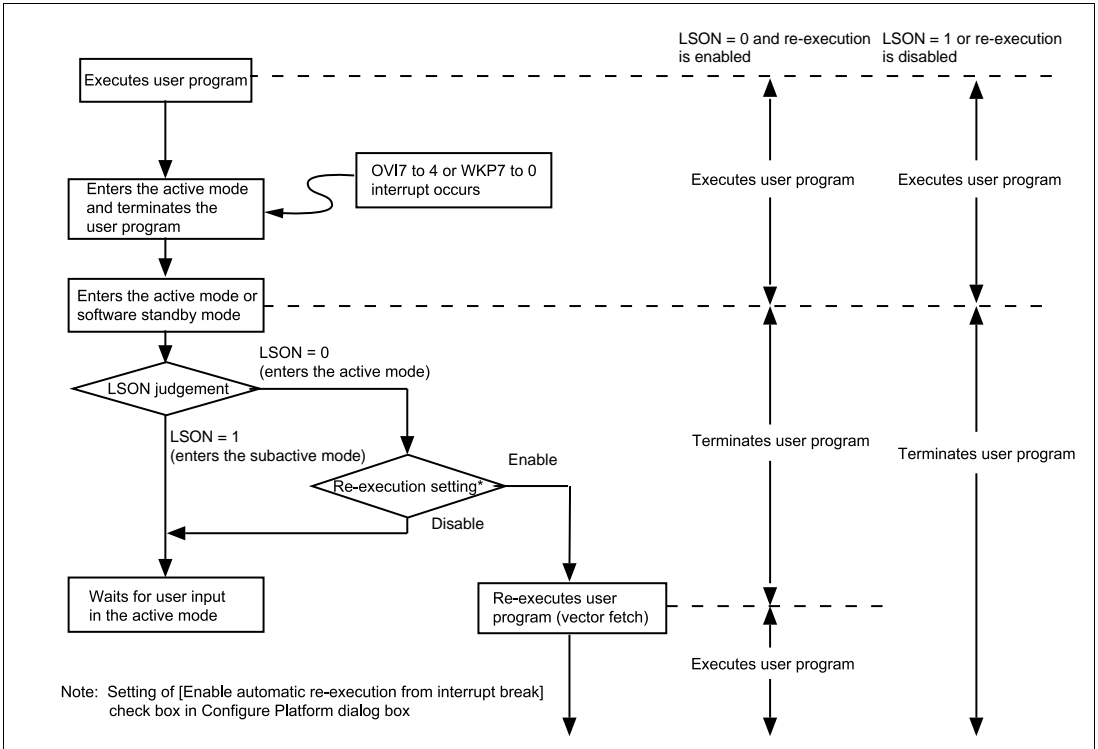 LSON = 0 and re-execution
is enabled
LSON = 1 or re-execution
is disabled
Executes user program
OVI7 to 4 or WKP7 to 0
interrupt occurs
Enters the active mode
and terminates the
user program
Executes user program
Executes user program
Enters the active mode or
software standby mode
LSON = 0
(enters the active mode)
LSON judgement
LSON = 1
(enters the subactive mode)
Re-execution setting*
Enable
Disable
Terminates user program
Terminates user program
Waits for user input
in the active mode
Re-executes user
program (vector fetch)
Executes user program
Note: Setting of [Enable automatic re-execution from interrupt break]
check box in Configure Platform dialog box